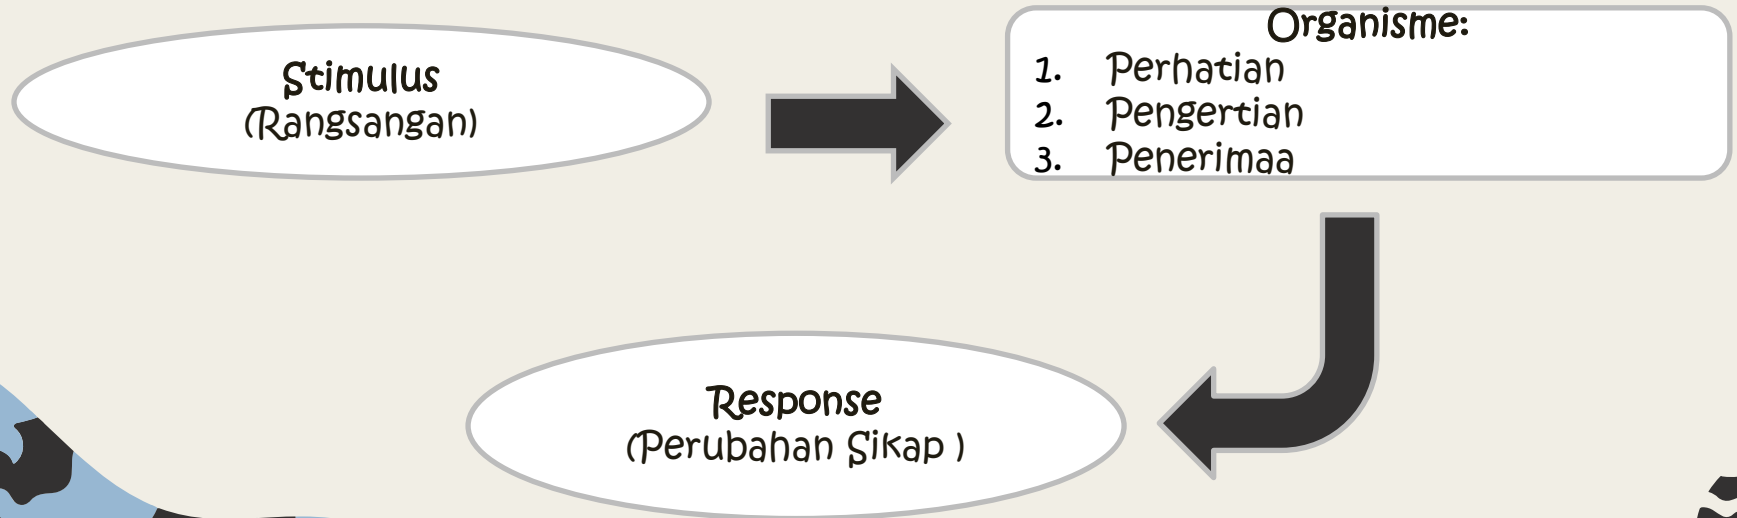 Stimulus
(Rangsangan)
Organisme:
1. Perhatian
2. Pengertian
3. Penerimaa
Response
(Perubahan Sikap )